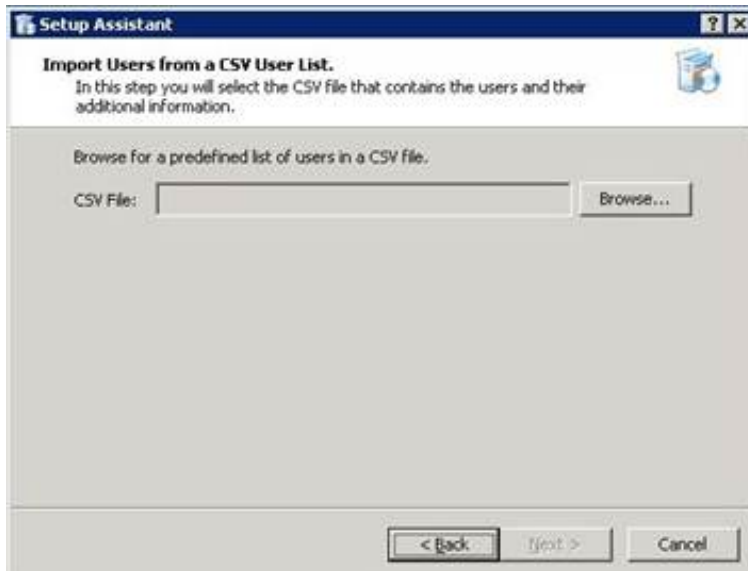 Setup Assistant
Import Users from a CSV User List.
In this step you will select the CSV file that contains the users and their
additional information.
Browse for a predefined list of users in a CSV file.
CSV File:
Browse...
< Back
Next >
Cancel